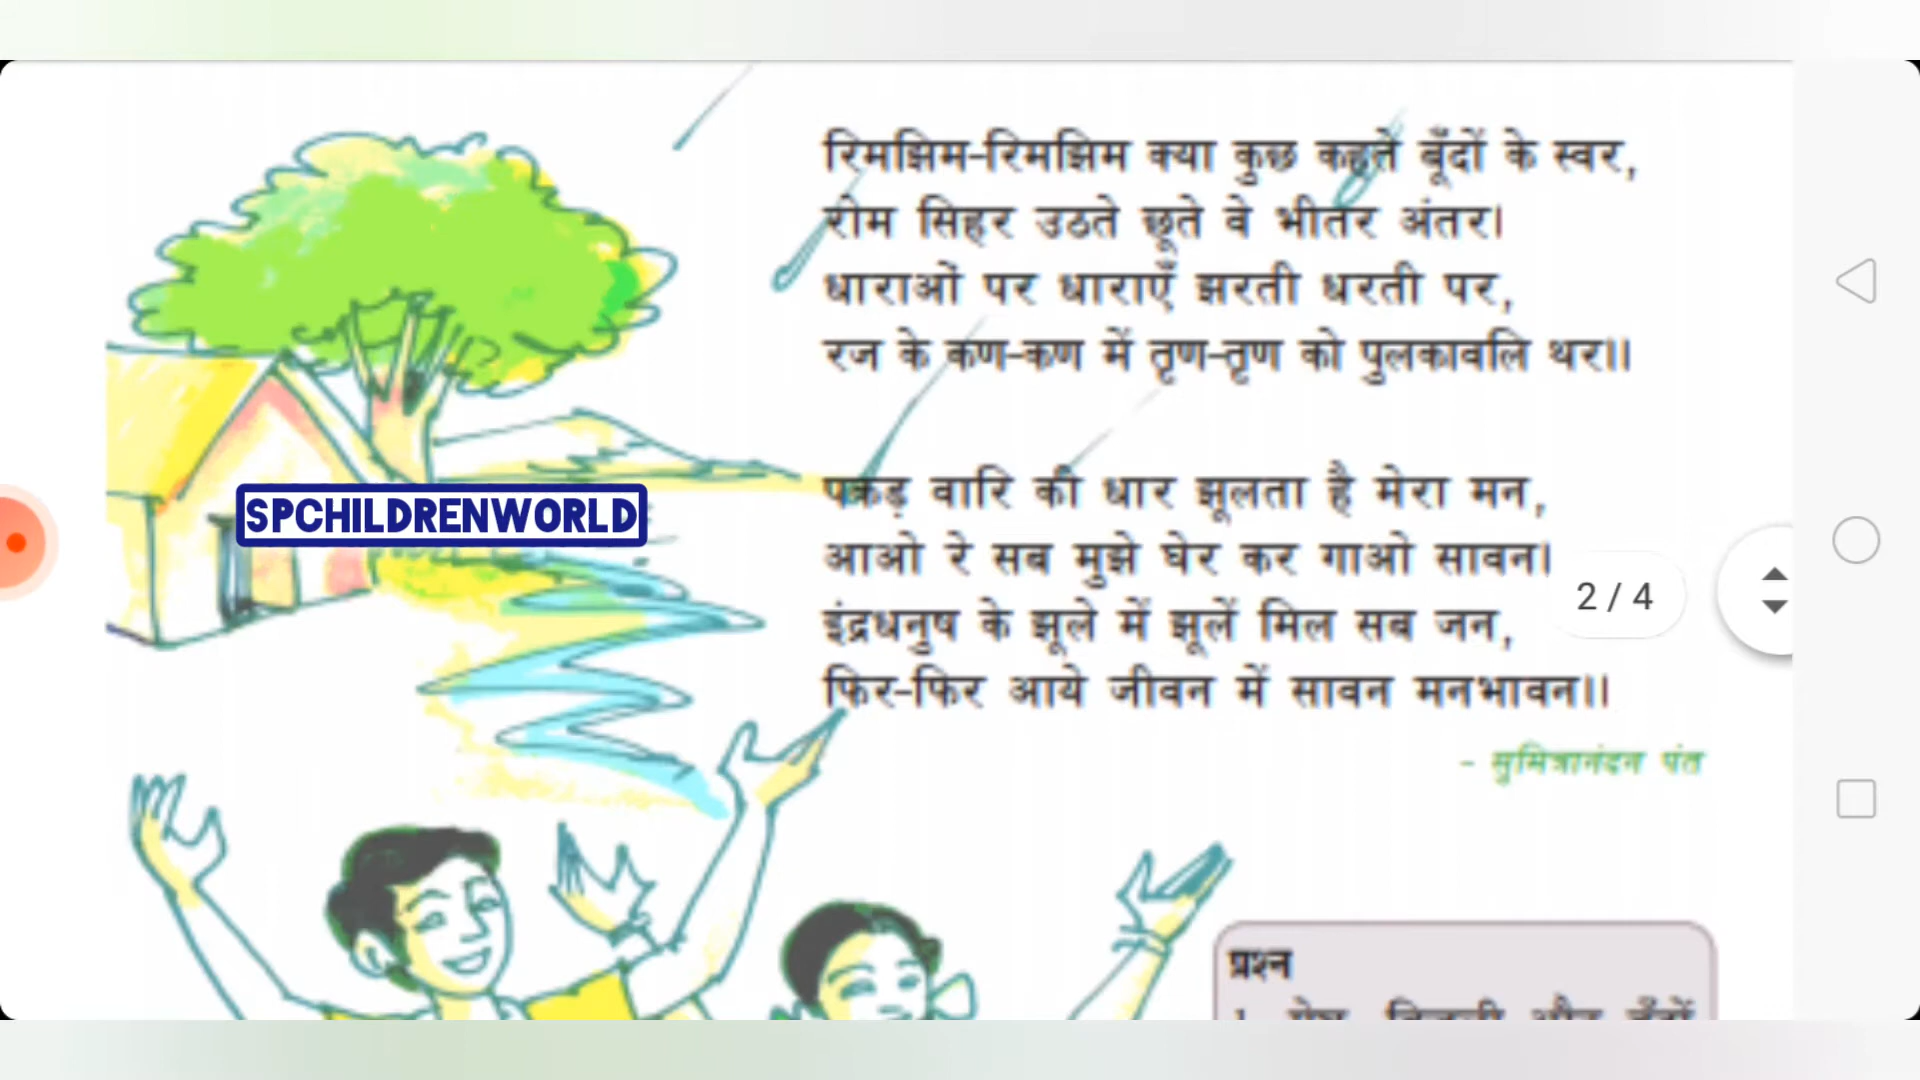 रिमझिम-रिमझिम क्या कुछ कहते बूँदों के स्वर,
रोम सिहर उठते छूते वे भीतर अंतर।
धाराओं पर धाराएँ झरती धरती पर,
रज के कण-कण में तृण-तृण को पुलकावलि थर।।
पकड़ वारि की धार झूलता है मेरा मन,
आओ रे सब मुझे घेर कर गाओ सावन।
इंद्रधनुष के झूले में झूलें मिल सब जन,
फिर-फिर आये जीवन में सावन मनभावन।।
- सुमित्रानंदन पंत
SPCHILDRENWORLD
2 / 4
प्रश्न